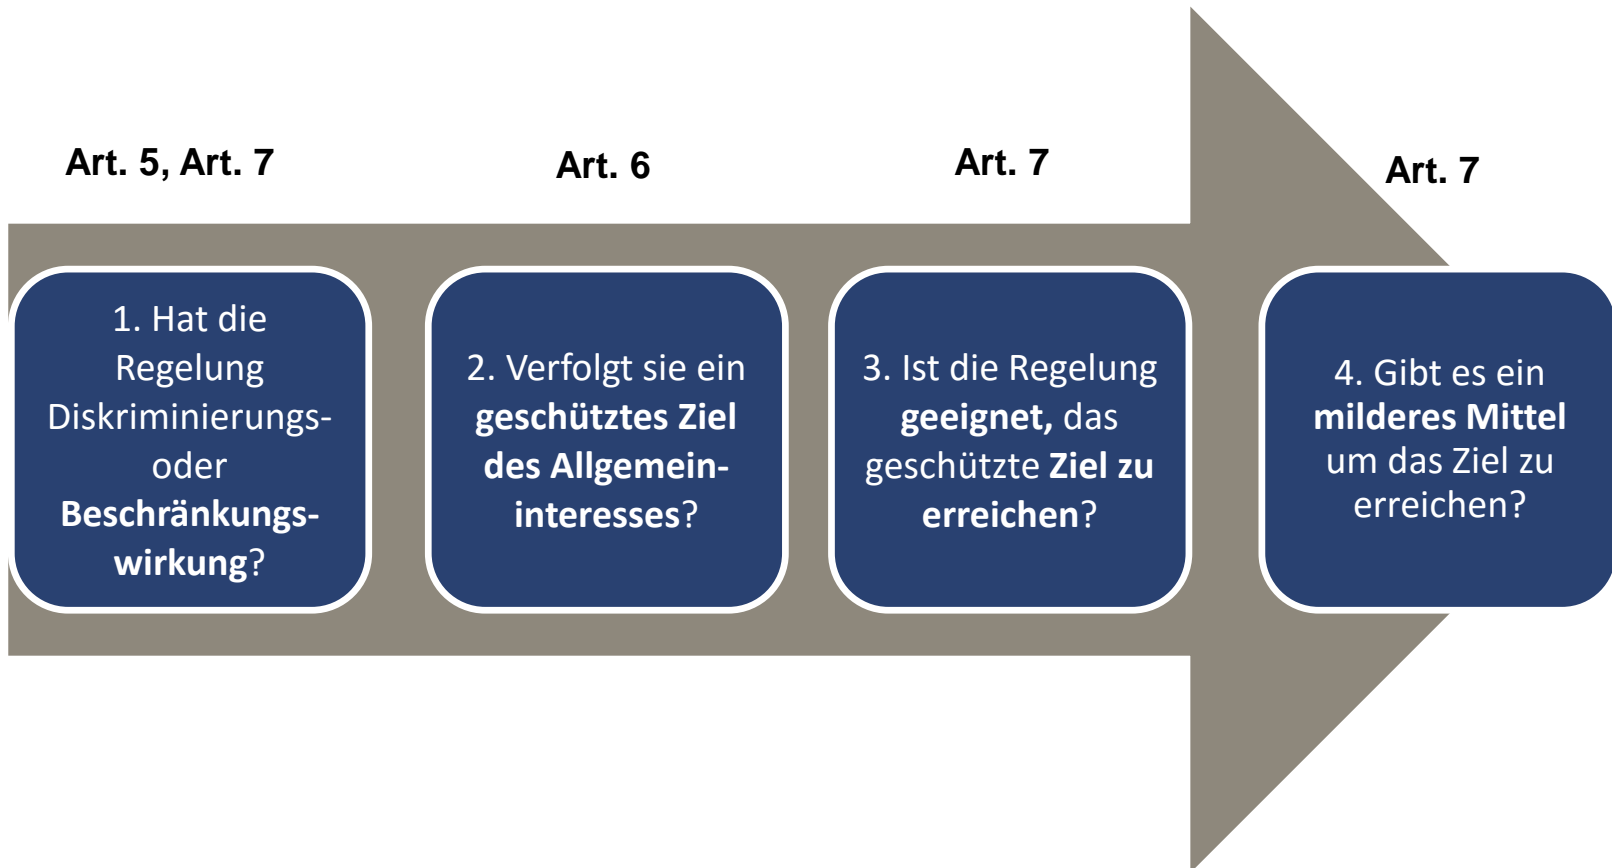 Art. 5, Art. 7
Art. 6
Art. 7
Art. 7
1. Hat die
Regelung
Diskriminierungs-
oder
Beschränkungs-
wirkung?
2. Verfolgt sie ein
geschütztes Ziel
des Allgemein-
interesses?
3. Ist die Regelung
geeignet, das
geschützte Ziel zu
erreichen?
4. Gibt es ein
milderes Mittel
um das Ziel zu
erreichen?